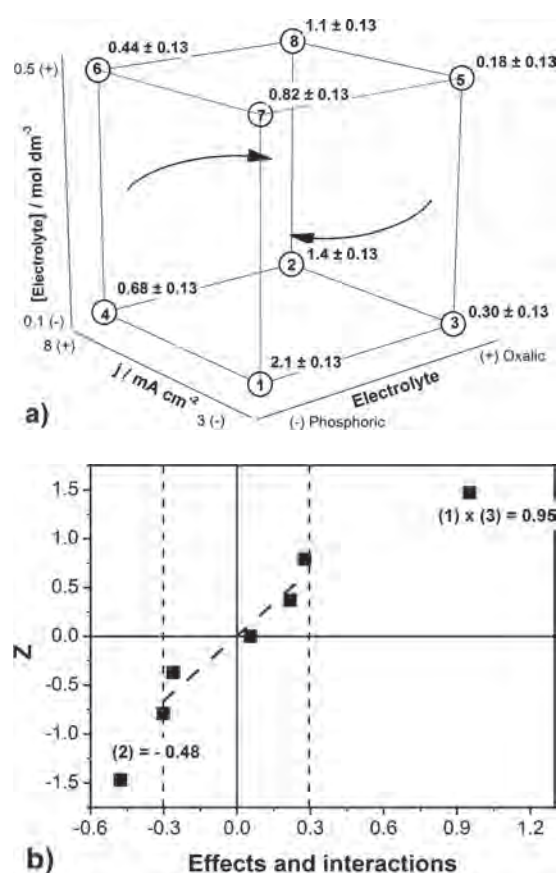 1.1 ± 0.13
0.44 ± 0.13
8
0.18 ± 0.13
0.5 (+)
6
5
0.82 ± 0.13
7
[Electrolyte] / mol dm⁻³
2
1.4 ± 0.13
0.68 ± 0.13
4
0.30 ± 0.13
3
0.1 (-)
8 (+)
2.1 ± 0.13
1
(+) Oxalic
j / mA cm⁻²
Electrolyte
3 (-)
(-) Phosphoric
a)
1.5
(1) x (3) = 0.95
1.0
0.5
Z
0.0
-0.5
-1.0
(2) = - 0.48
-1.5
-0.6 -0.3 0.0 0.3 0.6 0.9 1.2
b)
Effects and interactions